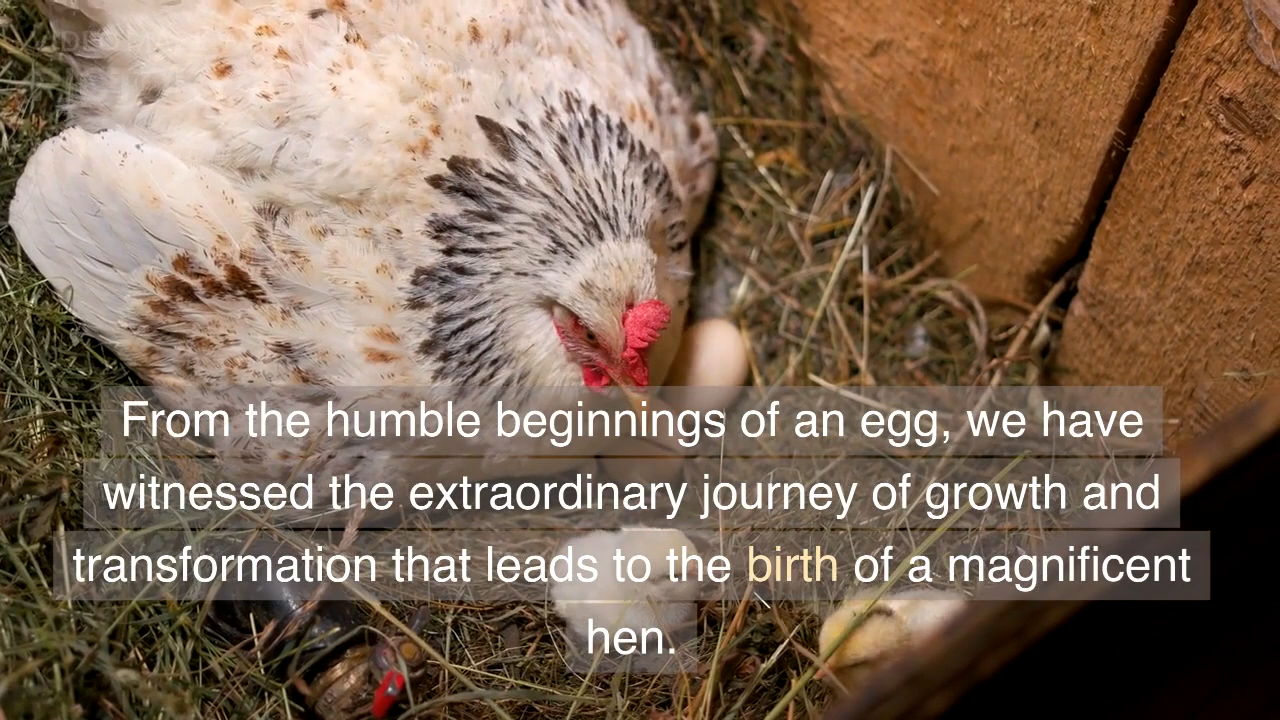 From the humble beginnings of an egg, we have
witnessed the extraordinary journey of growth and
transformation that leads to the birth of a magnificent
hen.